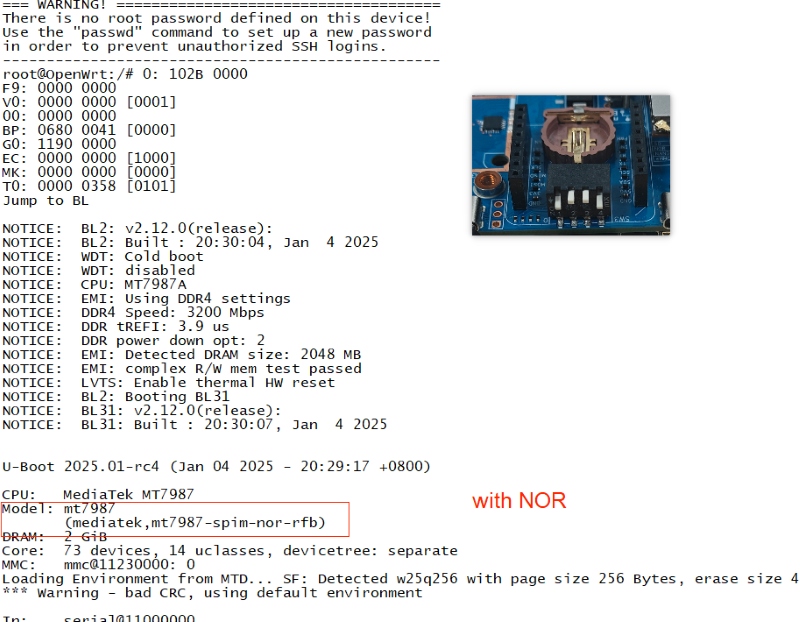 === WARNING! =====================================
There is no root password defined on this device!
Use the "passwd" command to set up a new password
in order to prevent unauthorized SSH logins.
--------------------------------------------------
root@OpenWrt:/# 0: 102B 0000
F9: 0000 0000
V0: 0000 0000 [0001]
00: 0000 0000
BP: 0680 0041 [0000]
G0: 1190 0000
EC: 0000 0000 [1000]
MK: 0000 0000 [0000]
T0: 0000 0358 [0101]
Jump to BL
NOTICE:  BL2: v2.12.0(release):
NOTICE:  BL2: Built : 20:30:04, Jan  4 2025
NOTICE:  WDT: Cold boot
NOTICE:  WDT: disabled
NOTICE:  CPU: MT7987A
NOTICE:  EMI: Using DDR4 settings
NOTICE:  DDR4 Speed: 3200 Mbps
NOTICE:  DDR tREFI: 3.9 us
NOTICE:  DDR power down opt: 2
NOTICE:  EMI: Detected DRAM size: 2048 MB
NOTICE:  EMI: complex R/W mem test passed
NOTICE:  LVTS: Enable thermal HW reset
NOTICE:  BL2: Booting BL31
NOTICE:  BL31: v2.12.0(release):
NOTICE:  BL31: Built : 20:30:07, Jan  4 2025
U-Boot 2025.01-rc4 (Jan 04 2025 - 20:29:17 +0800)
CPU:   MediaTek MT7987
Model: mt7987
(mediatek,mt7987-spim-nor-rfb)
DRAM:  2 GiB
Core:  73 devices, 14 uclasses, devicetree: separate
MMC:   mmc@11230000: 0
Loading Environment from MTD... SF: Detected w25q256 with page size 256 Bytes, erase size 4
*** Warning - bad CRC, using default environment
In:    serial@11000000
with NOR